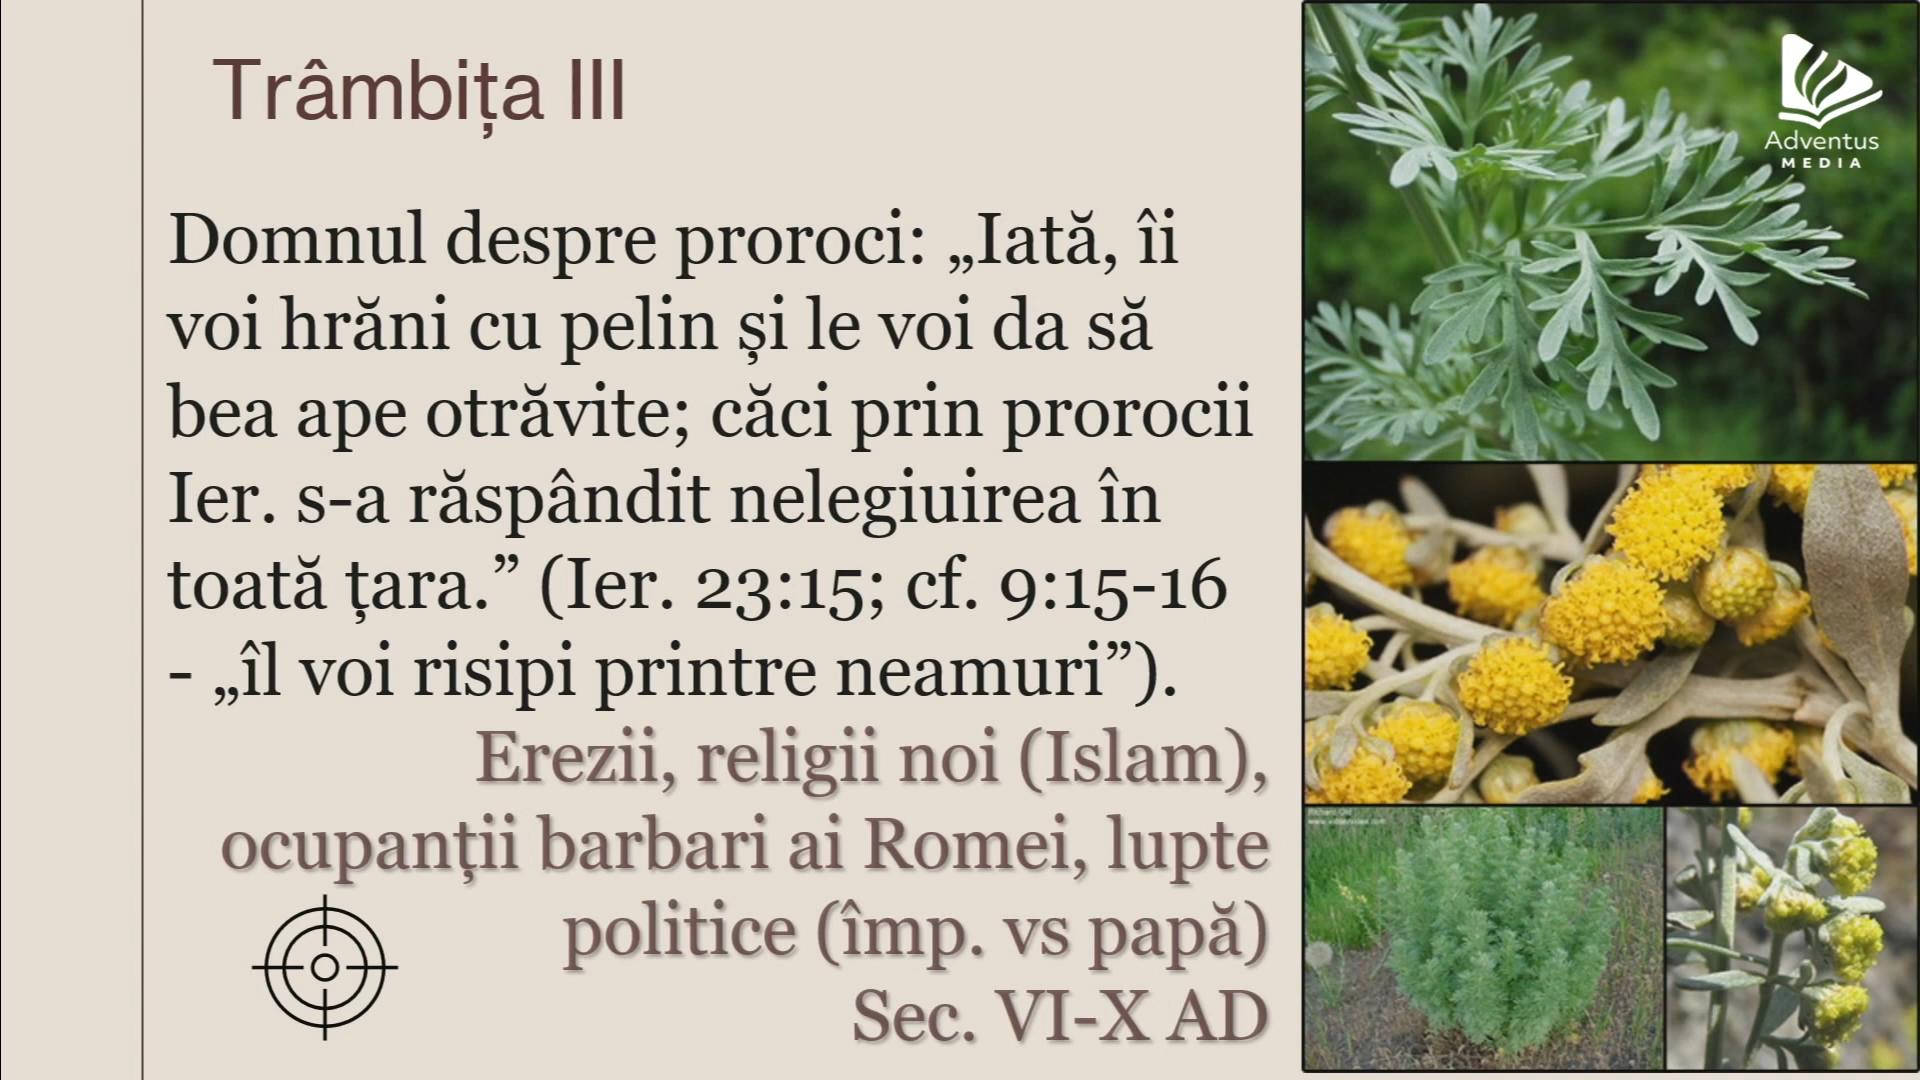 Trâmbița III
Domnul despre proroci: „Iată, îi
voi hrăni cu pelin și le voi da să
bea ape otrăvite; căci prin prorocii
Ier. s-a răspândit nelegiuirea în
toată țara.” (Ier. 23:15; cf. 9:15-16
- „îl voi risipi printre neamuri”).
Erezii, religii noi (Islam),
ocupanții barbari ai Romei, lupte
politice (împ. vs papă)
Sec. VI-X AD
Adventus
MEDIA